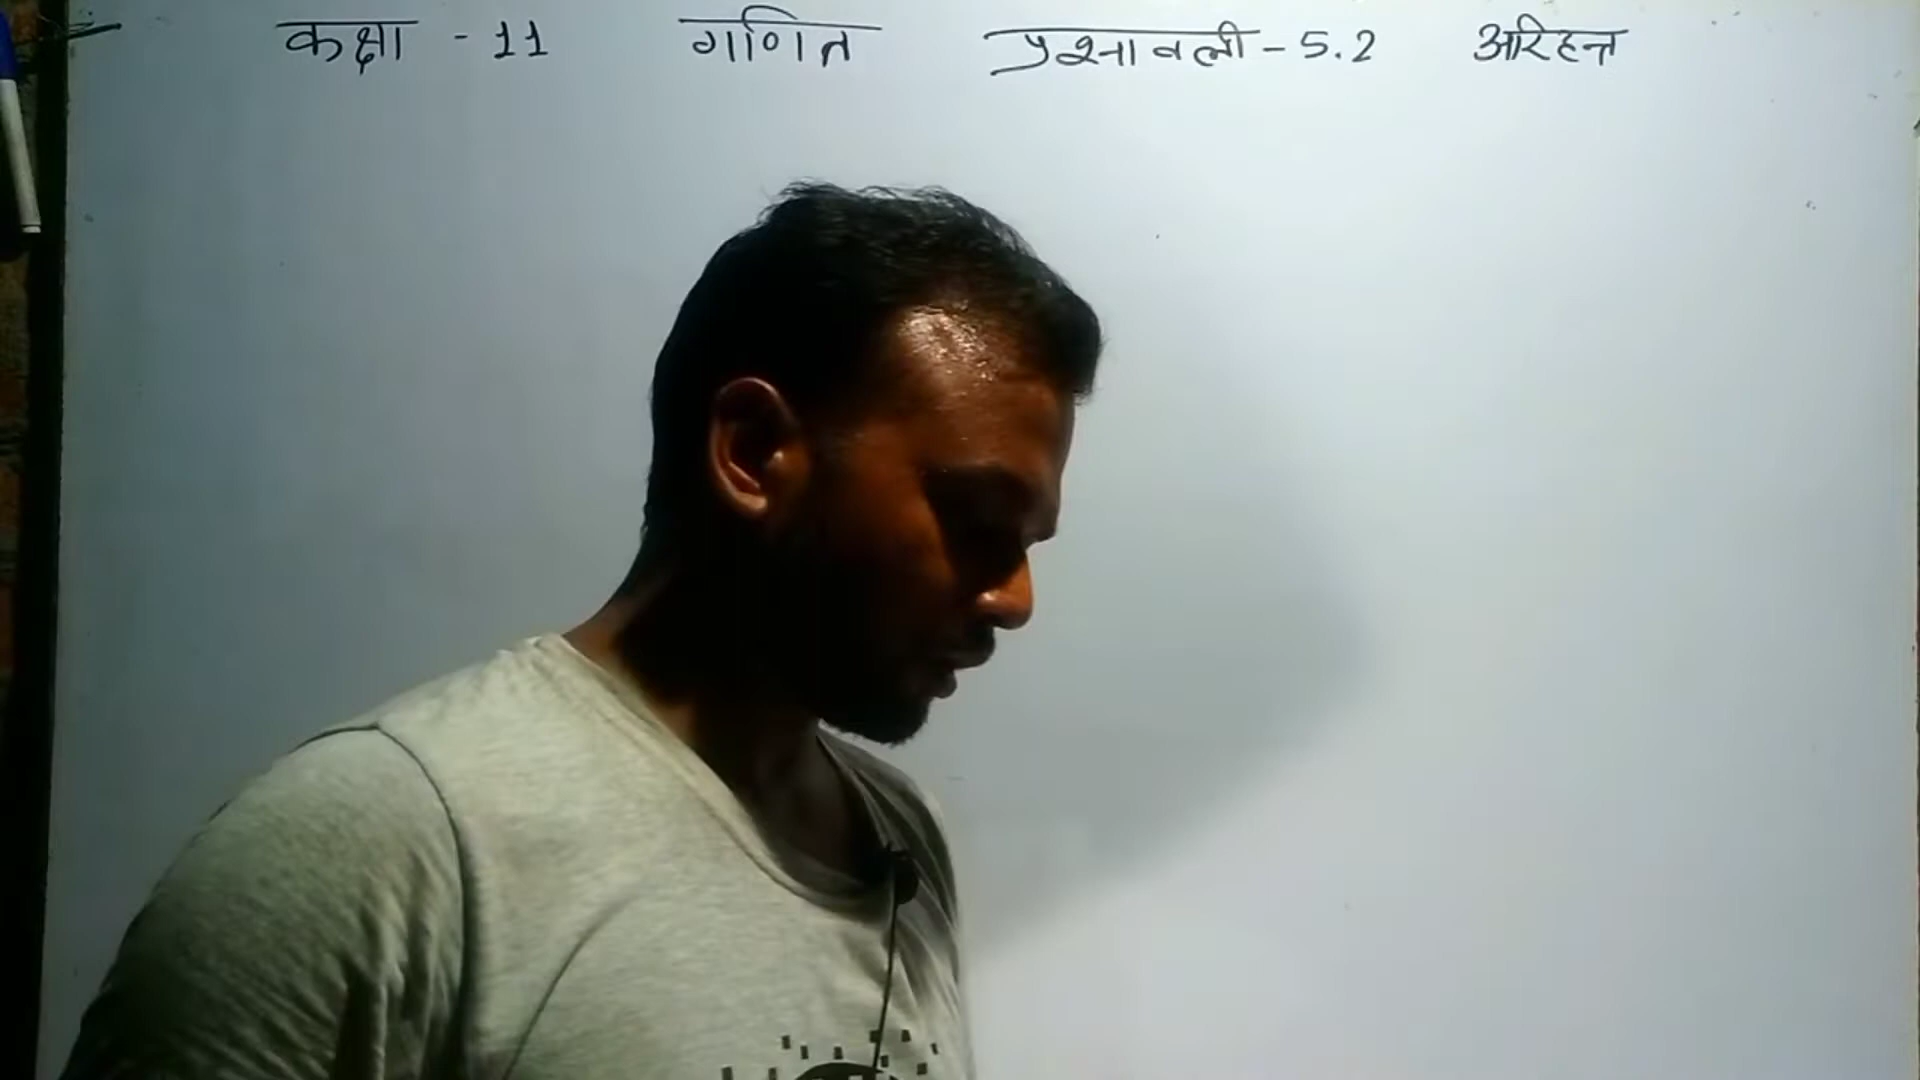 कक्षा - 11 गणित प्रश्नावली - 5.2 अरिहन्त